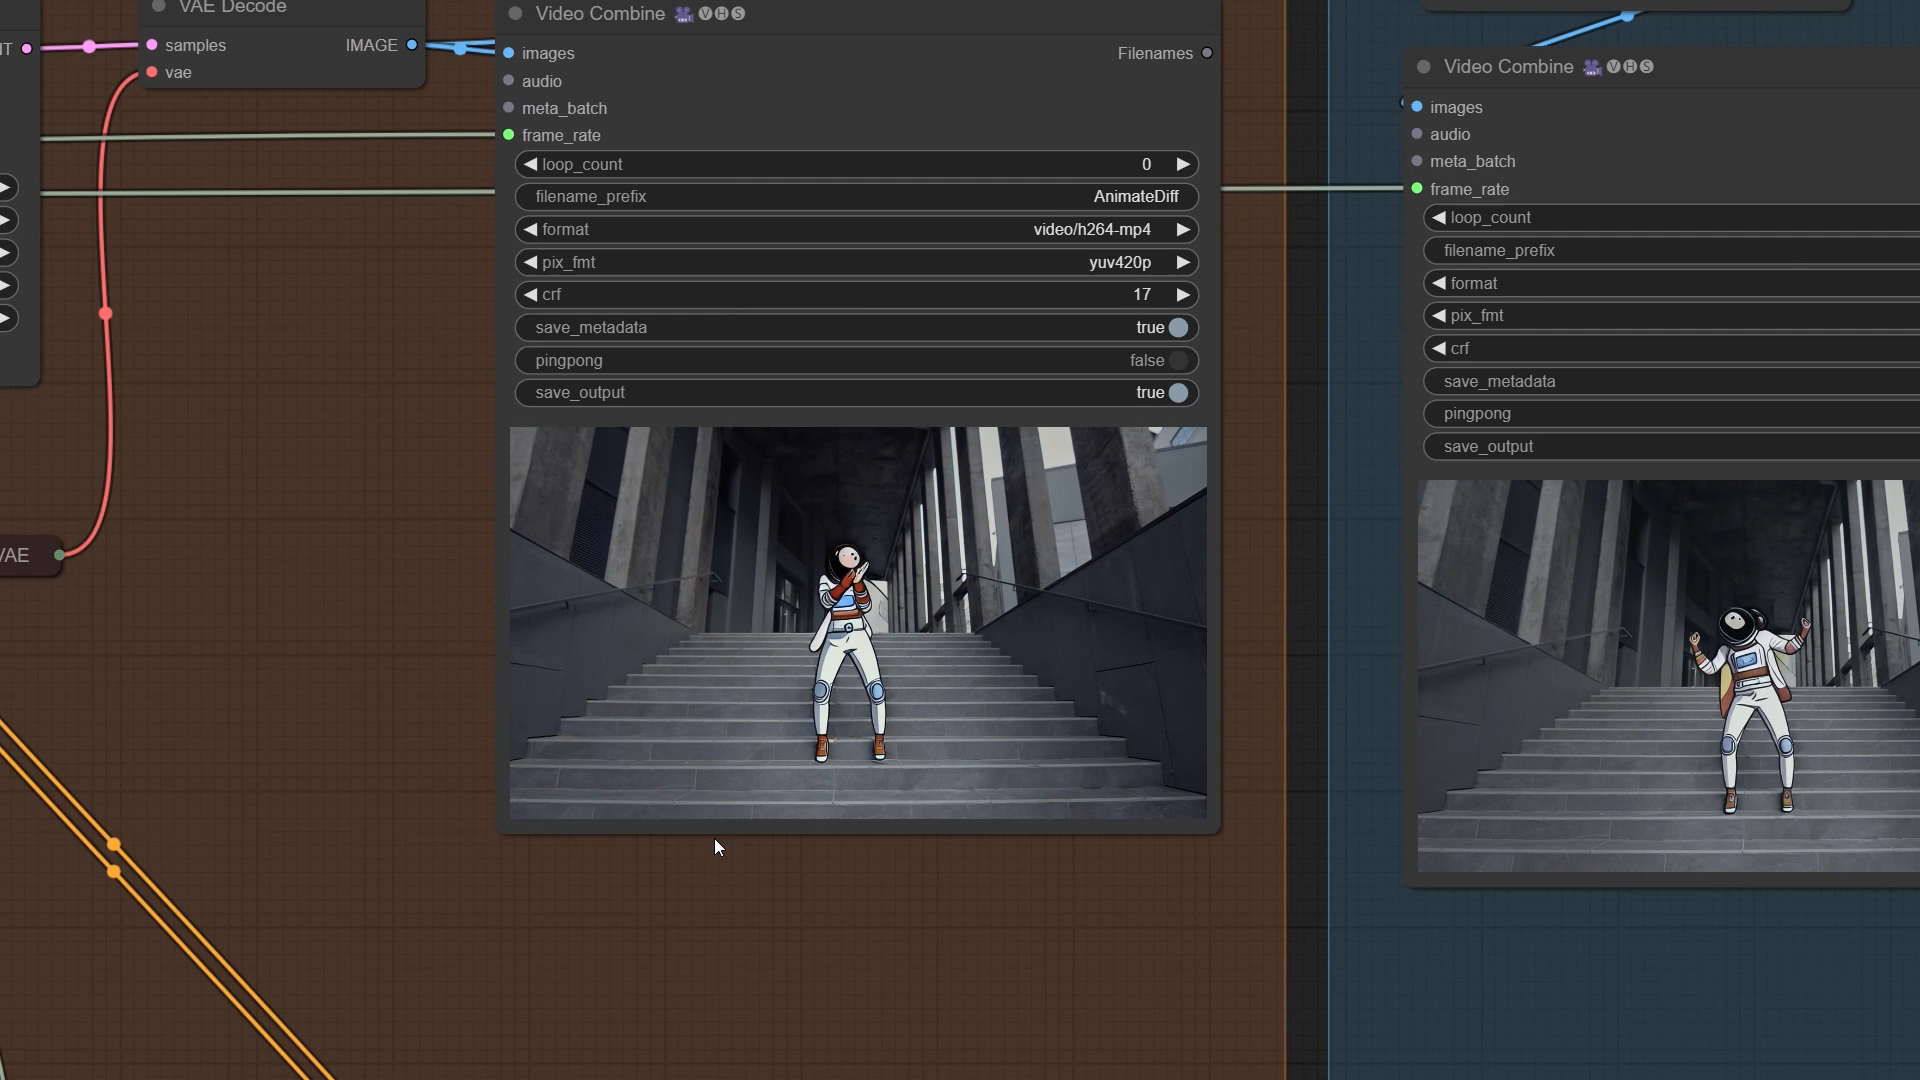 VAE Decode
NT
samples
IMAGE
vae
VAE
Video Combine 🎥🅥🅗🅢
images
Filenames
audio
meta_batch
frame_rate
loop_count 0
filename_prefix AnimateDiff
format video/h264-mp4
pix_fmt yuv420p
crf 17
save_metadata true
pingpong false
save_output true
Video Combine 🎥🅥🅗🅢
images
audio
meta_batch
frame_rate
loop_count
filename_prefix
format
pix_fmt
crf
save_metadata
pingpong
save_output